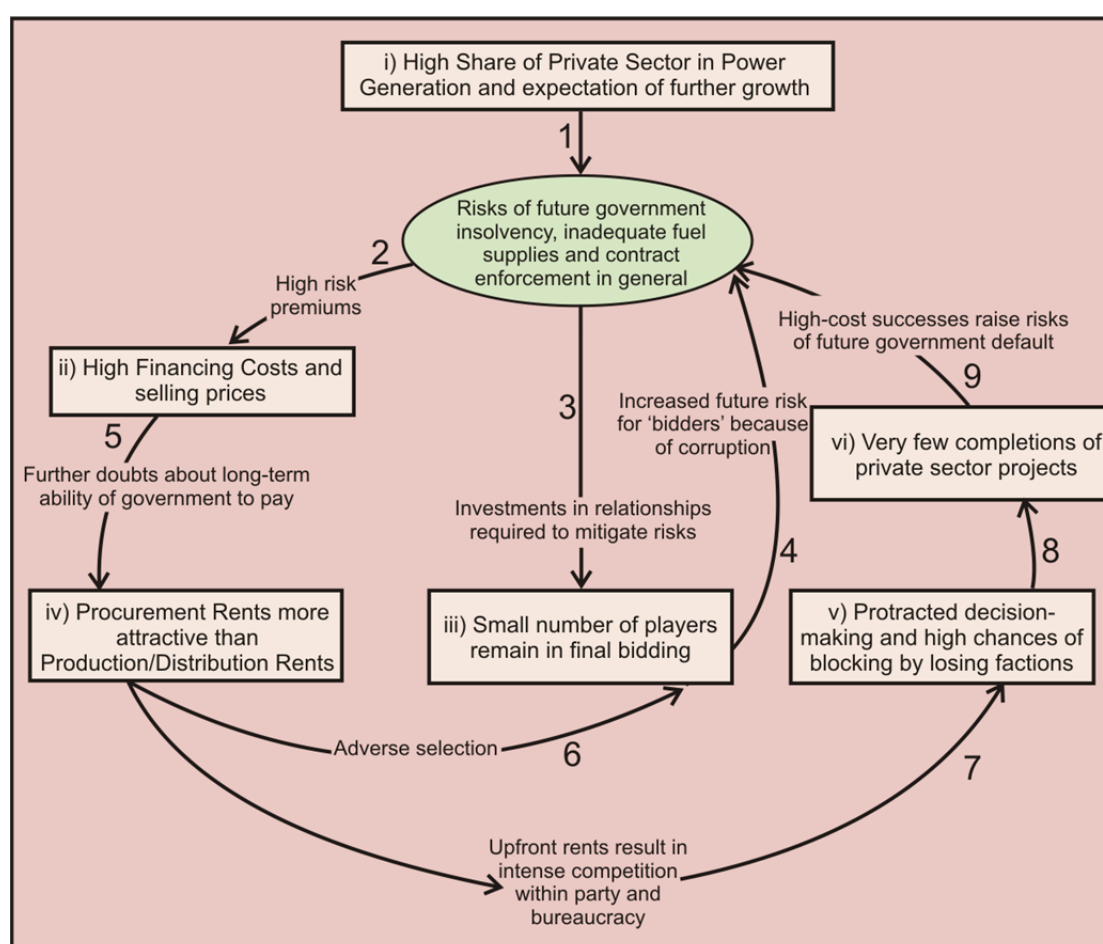 i) High Share of Private Sector in Power
Generation and expectation of further growth
1
Risks of future government
insolvency, inadequate fuel
supplies and contract
enforcement in general
2
High risk
premiums
ii) High Financing Costs and
selling prices
3
Investments in relationships
required to mitigate risks
iii) Small number of players
remain in final bidding
4
Increased future risk
for ‘bidders’ because
of corruption
5
Further doubts about long-term
ability of government to pay
iv) Procurement Rents more
attractive than
Production/Distribution Rents
Adverse selection
6
Upfront rents result in
intense competition
within party and
bureaucracy
7
v) Protracted decision-
making and high chances of
blocking by losing factions
8
vi) Very few completions of
private sector projects
9
High-cost successes raise risks
of future government default